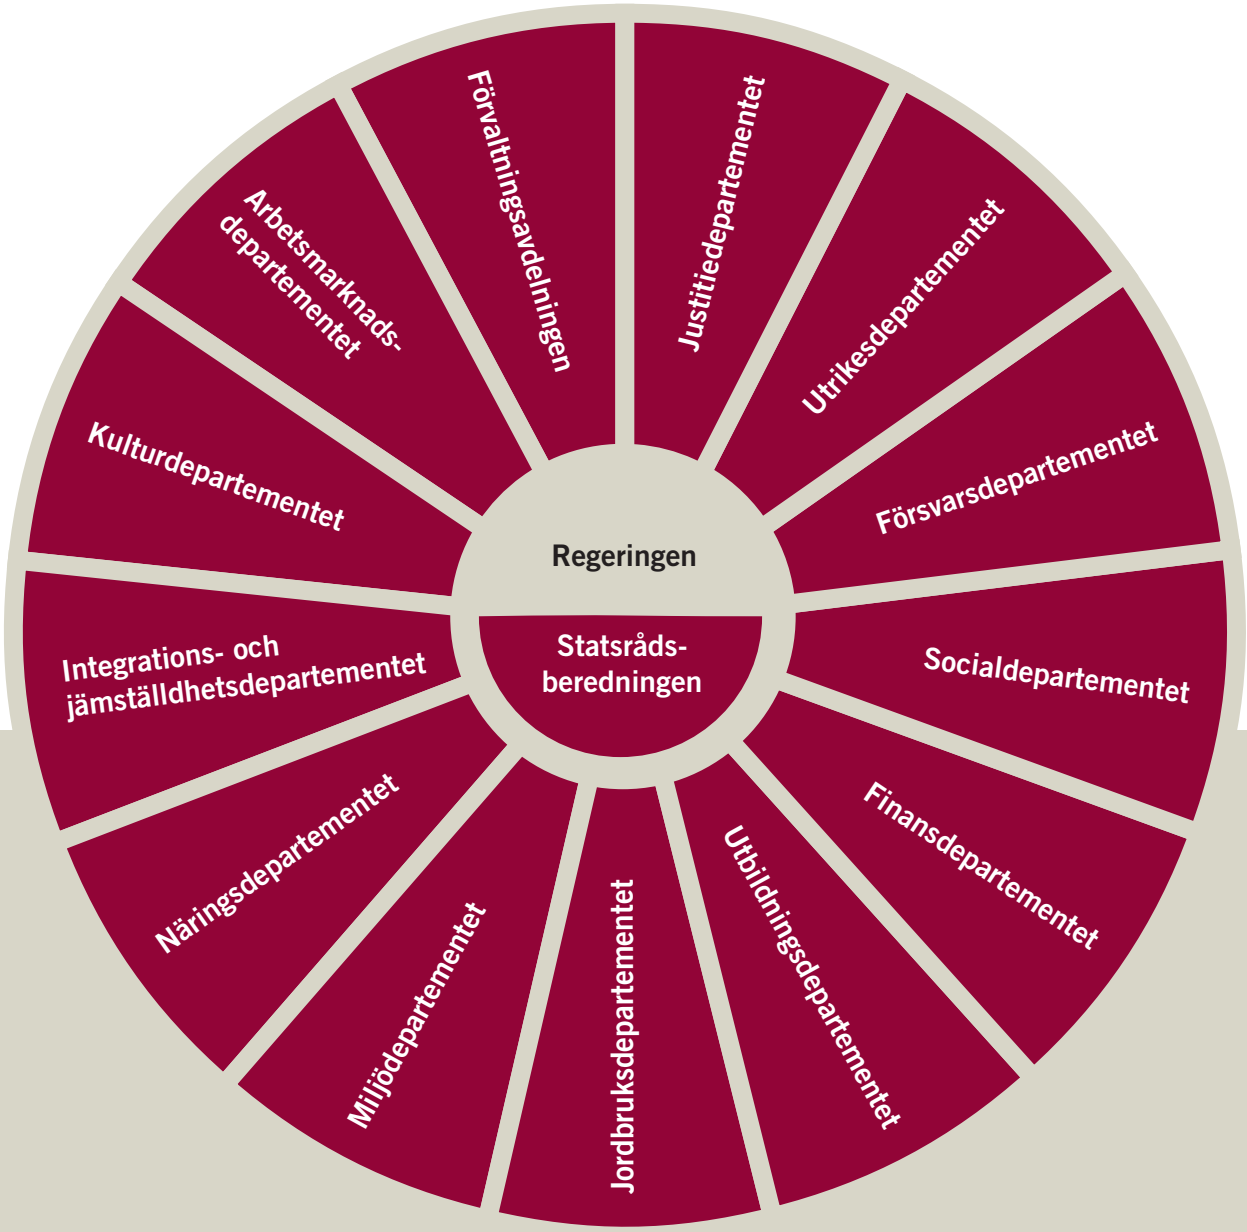 Förvaltningsavdelningen
Justitiedepartementet
Utrikesdepartementet
Försvarsdepartementet
Socialdepartementet
Finansdepartementet
Utbildningsdepartementet
Jordbruksdepartementet
Miljödepartementet
Näringsdepartementet
Integrations- och
jämställdhetsdepartementet
Kulturdepartementet
Arbetsmarknads-
departementet
Regeringen
Statsråds-
beredningen